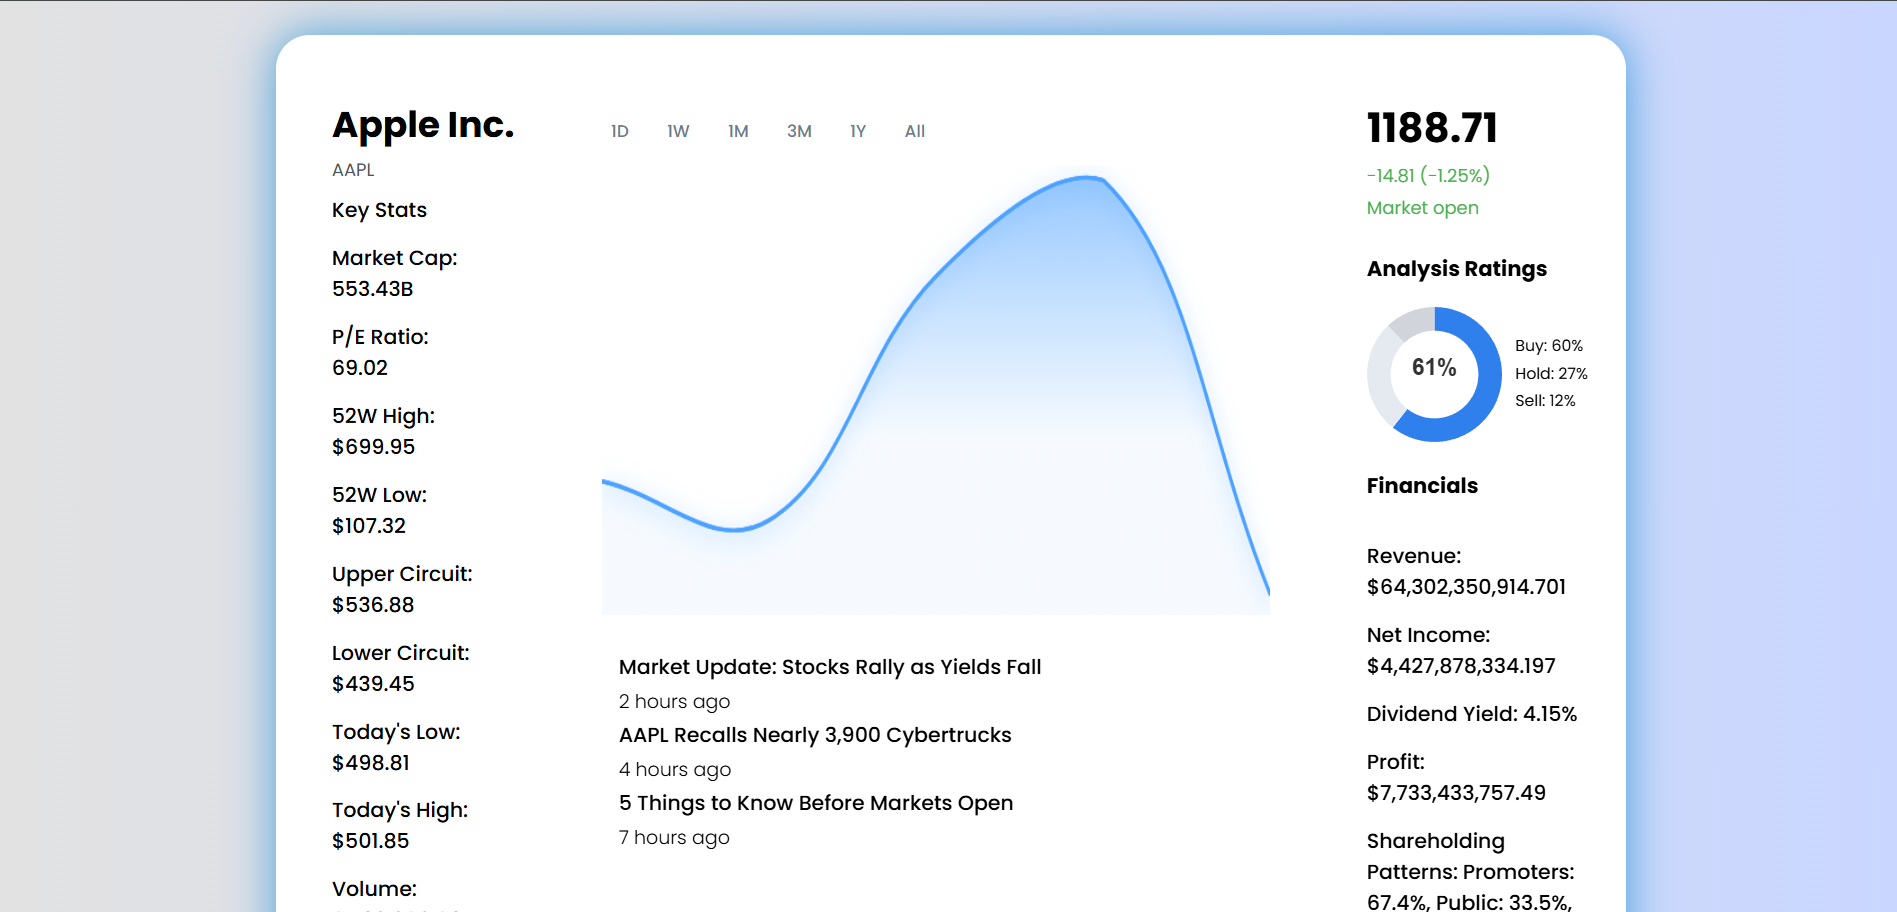 Apple Inc.
AAPL
Key Stats
Market Cap:
553.43B
P/E Ratio:
69.02
52W High:
$699.95
52W Low:
$107.32
Upper Circuit:
$536.88
Lower Circuit:
$439.45
Today's Low:
$498.81
Today's High:
$501.85
Volume:
1D 1W 1M 3M 1Y All
Market Update: Stocks Rally as Yields Fall
2 hours ago
AAPL Recalls Nearly 3,900 Cybertrucks
4 hours ago
5 Things to Know Before Markets Open
7 hours ago
1188.71
-14.81 (-1.25%)
Market open
Analysis Ratings
61%
Buy: 60%
Hold: 27%
Sell: 12%
Financials
Revenue:
$64,302,350,914.701
Net Income:
$4,427,878,334.197
Dividend Yield: 4.15%
Profit:
$7,733,433,757.49
Shareholding
Patterns: Promoters:
67.4%, Public: 33.5%,